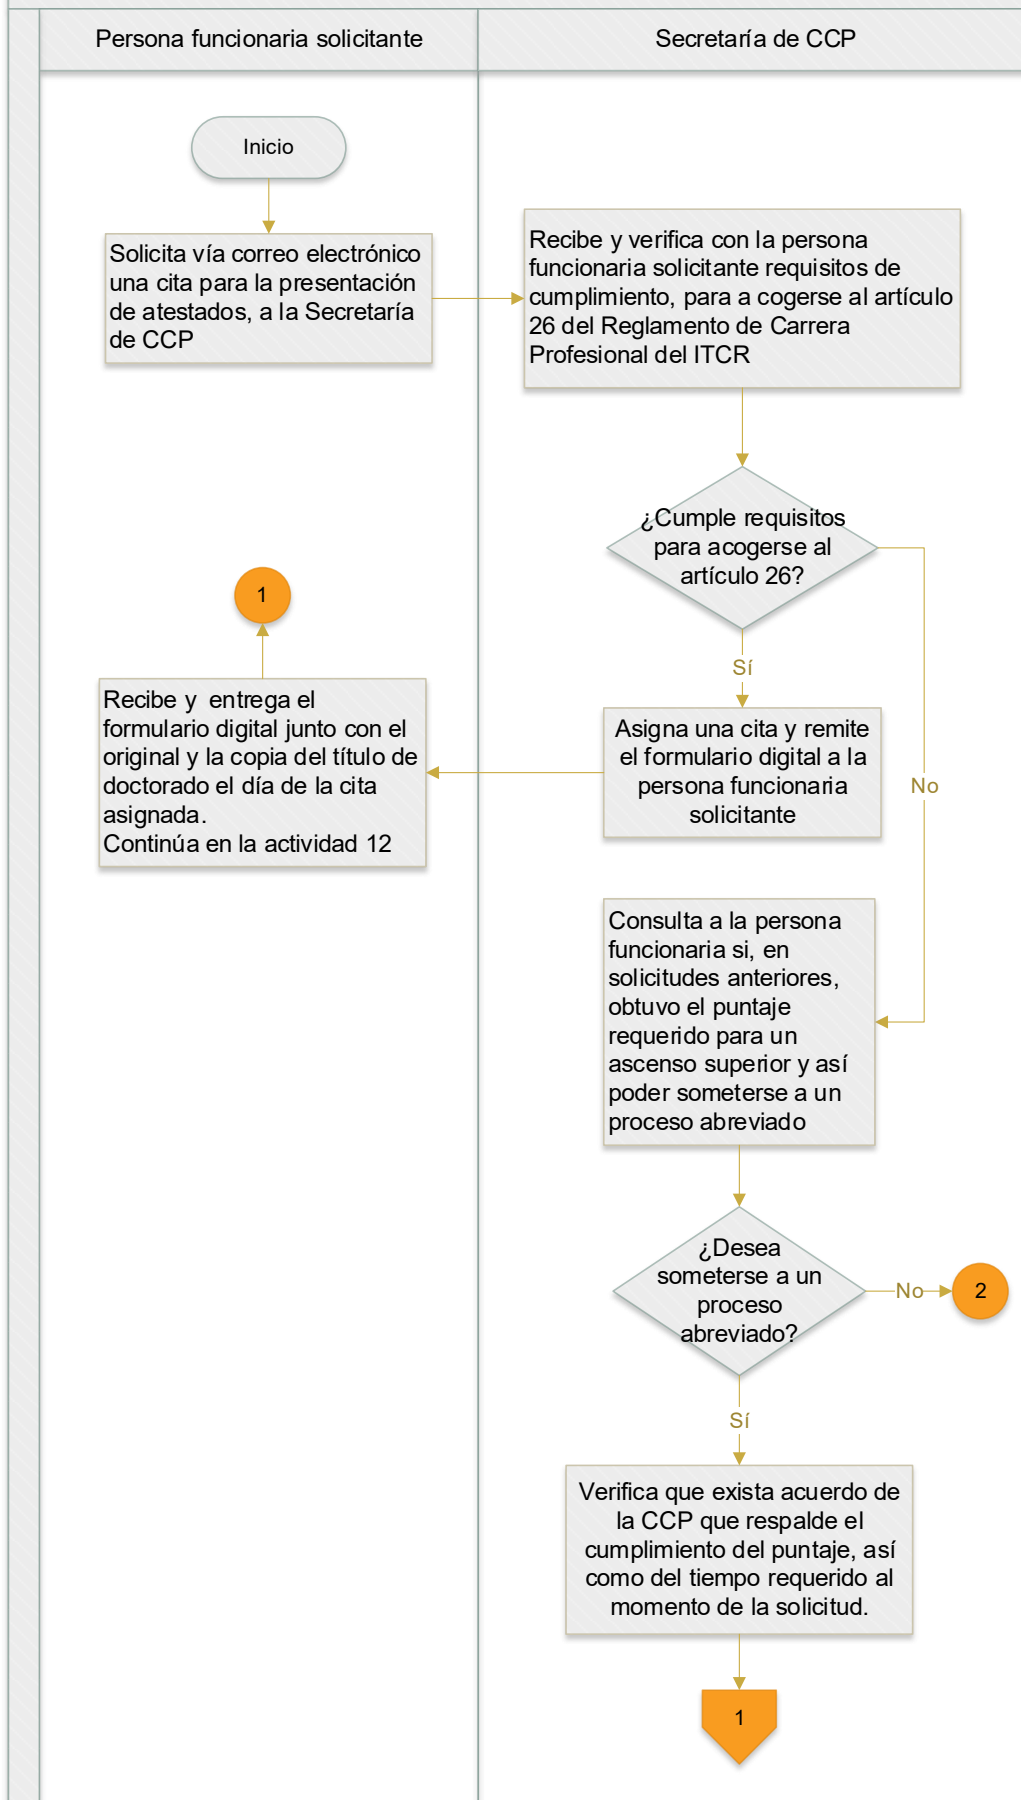 Persona funcionaria solicitante
Secretaría de CCP
Inicio
Solicita vía correo electrónico
una cita para la presentación
de atestados, a la Secretaría
de CCP
Recibe y verifica con la persona
funcionaria solicitante requisitos de
cumplimiento, para a cogerse al artículo
26 del Reglamento de Carrera
Profesional del ITCR
¿Cumple requisitos
para acogerse al
artículo 26?
Sí
No
1
Recibe y entrega el
formulario digital junto con el
original y la copia del título de
doctorado el día de la cita
asignada.
Continúa en la actividad 12
Asigna una cita y remite
el formulario digital a la
persona funcionaria
solicitante
Consulta a la persona
funcionaria si, en
solicitudes anteriores,
obtuvo el puntaje
requerido para un
ascenso superior y así
poder someterse a un
proceso abreviado
¿Desea
someterse a un
proceso
abreviado?
No
2
Sí
Verifica que exista acuerdo de
la CCP que respalde el
cumplimiento del puntaje, así
como del tiempo requerido al
momento de la solicitud.
1